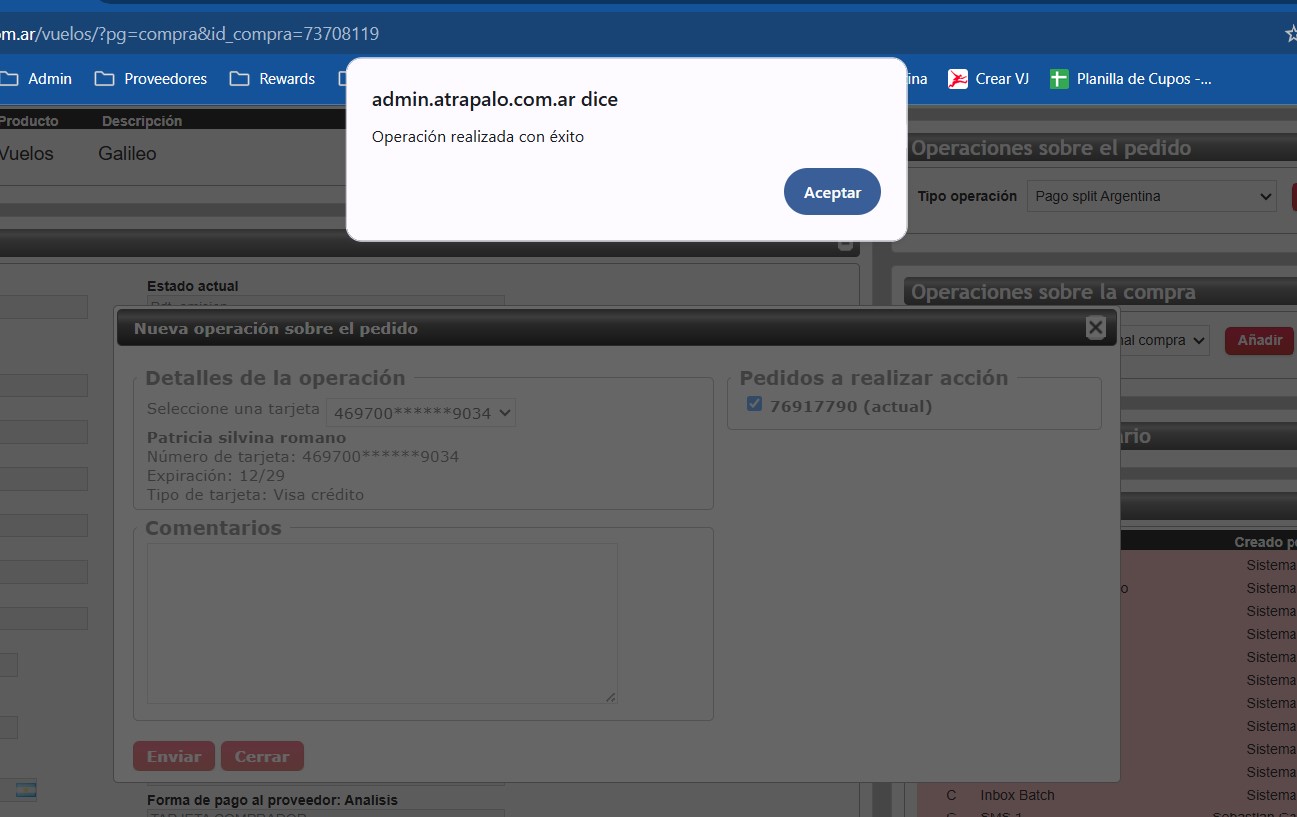 om.ar/vuelos/?pg=compra&id_compra=73708119
Admin Proveedores Rewards ina Crear VJ Planilla de Cupos -...
admin.atrapalo.com.ar dice
Operación realizada con éxito
Aceptar
Producto Descripción
Vuelos Galileo
Operaciones sobre el pedido
Tipo operación Pago split Argentina
Estado actual
Operaciones sobre la compra
nal compra Añadir
Nueva operación sobre el pedido
Detalles de la operación
Seleccione una tarjeta 469700******9034
Patricia silvina romano
Número de tarjeta: 469700******9034
Expiración: 12/29
Tipo de tarjeta: Visa crédito
Pedidos a realizar acción
76917790 (actual)
ario
Comentarios
Enviar Cerrar
Creado po
Sistema
o Sistema
Sistema
Sistema
Sistema
Sistema
Sistema
Sistema
Sistema
Sistema
C Inbox Batch Sistema
Forma de pago al proveedor: Analisis
TARJETA COMPRADOR